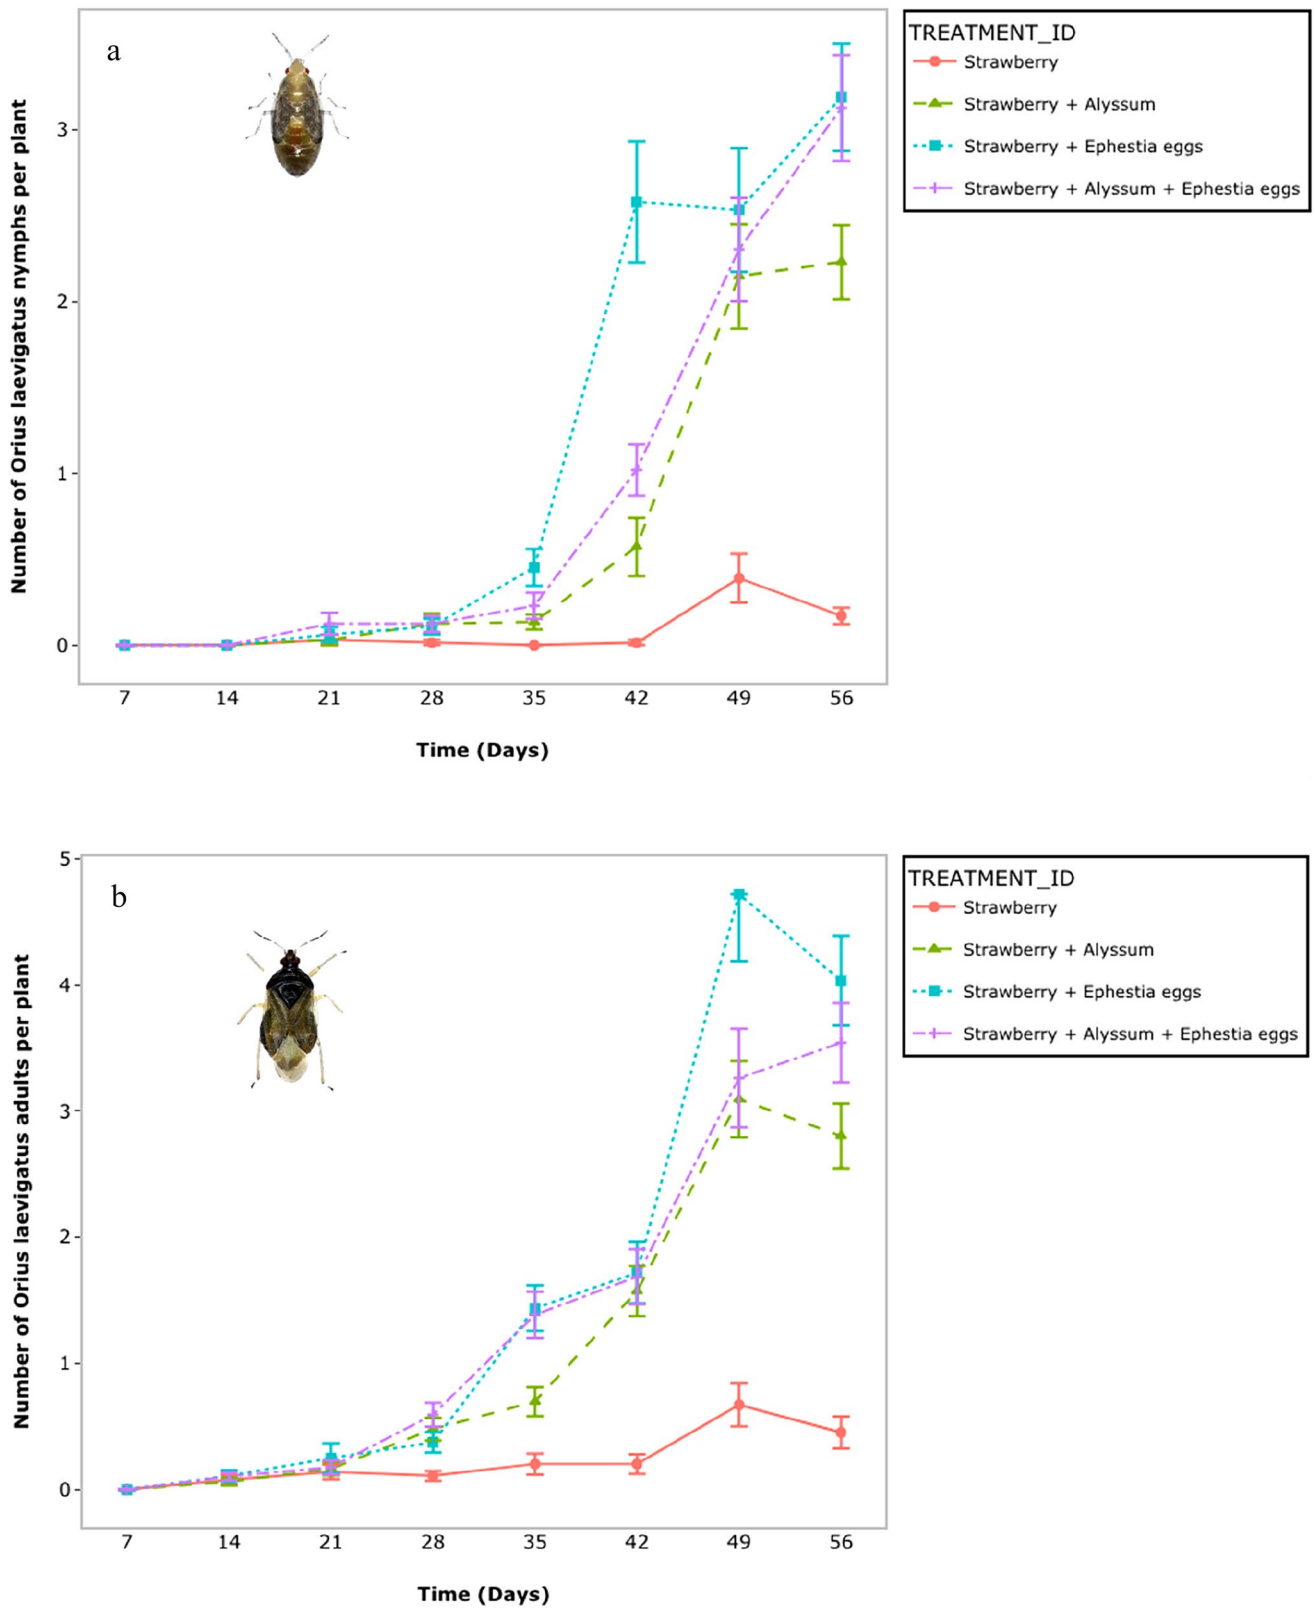 a
Number of Orius laevigatus nymphs per plant
3
2
1
0
7 14 21 28 35 42 49 56
Time (Days)
TREATMENT_ID
Strawberry
Strawberry + Alyssum
Strawberry + Ephestia eggs
Strawberry + Alyssum + Ephestia eggs
b
Number of Orius laevigatus adults per plant
5
4
3
2
1
0
7 14 21 28 35 42 49 56
Time (Days)
TREATMENT_ID
Strawberry
Strawberry + Alyssum
Strawberry + Ephestia eggs
Strawberry + Alyssum + Ephestia eggs